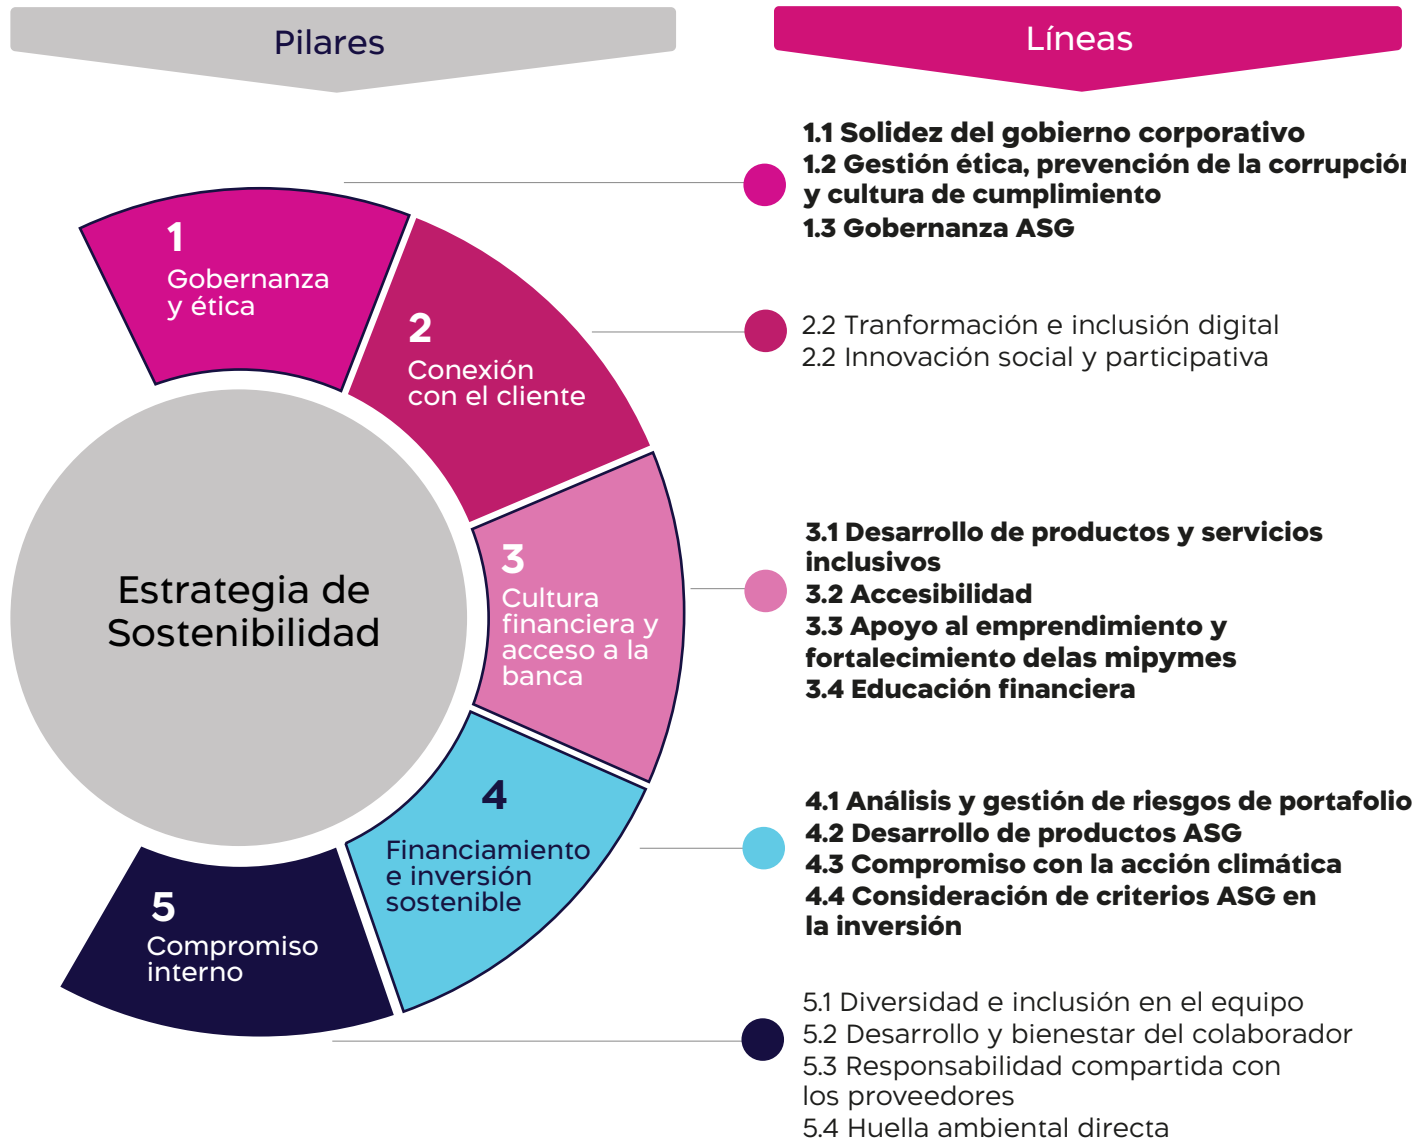 Pilares
Líneas
1.1 Solidez del gobierno corporativo
1.2 Gestión ética, prevención de la corrupción
y cultura de cumplimiento
1.3 Gobernanza ASG
1
Gobernanza
y ética
2
Conexión
con el cliente
2.2 Tranformación e inclusión digital
2.2 Innovación social y participativa
3
Cultura
financiera y
acceso a la
banca
3.1 Desarrollo de productos y servicios
inclusivos
3.2 Accesibilidad
3.3 Apoyo al emprendimiento y
fortalecimiento delas mipymes
3.4 Educación financiera
Estrategia de
Sostenibilidad
4
Financiamiento
e inversión
sostenible
4.1 Análisis y gestión de riesgos de portafolio
4.2 Desarrollo de productos ASG
4.3 Compromiso con la acción climática
4.4 Consideración de criterios ASG en
la inversión
5
Compromiso
interno
5.1 Diversidad e inclusión en el equipo
5.2 Desarrollo y bienestar del colaborador
5.3 Responsabilidad compartida con
los proveedores
5.4 Huella ambiental directa